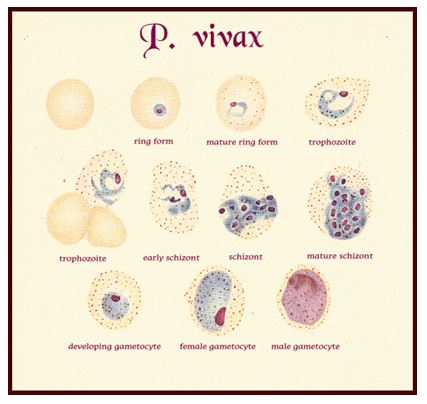 P. vivax
ring form
mature ring form
trophozoite
trophozoite
early schizont
schizont
mature schizont
developing gametocyte
female gametocyte
male gametocyte